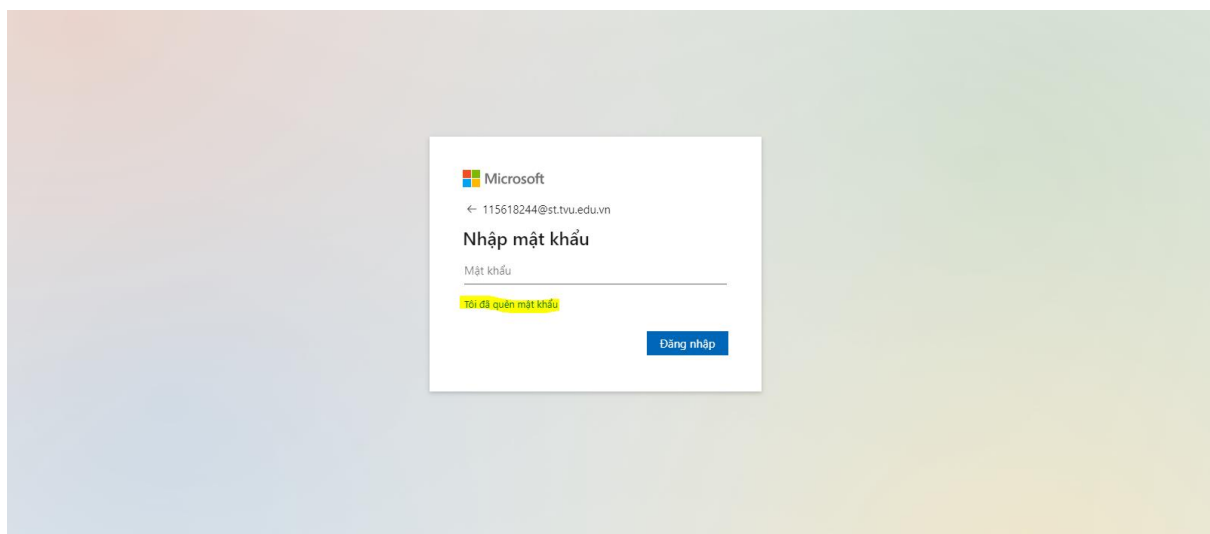 Microsoft
← 115618244@st.tvu.edu.vn
Nhập mật khẩu
Mật khẩu
Tôi đã quên mật khẩu
Đăng nhập